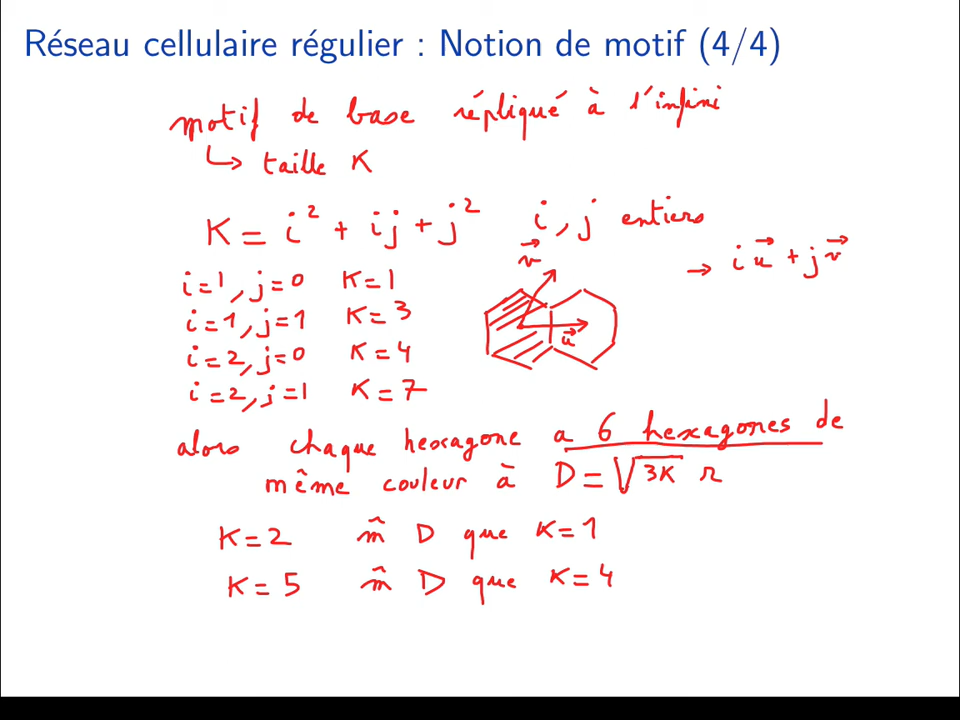 Réseau cellulaire régulier : Notion de motif (4/4)
motif de base répliqué à l'infini
↳ taille K
K = i² + ij + j² i, j entiers
→ i u⃗ + j v⃗
v⃗
i=1, j=0 K=1
i=1, j=1 K=3
u⃗
i=2, j=0 K=4
i=2, j=1 K=7
alors chaque hexagone a 6 hexagones de
même couleur à D = √3K r
K=2 m̂ D que K=1
K=5 m̂ D que K=4